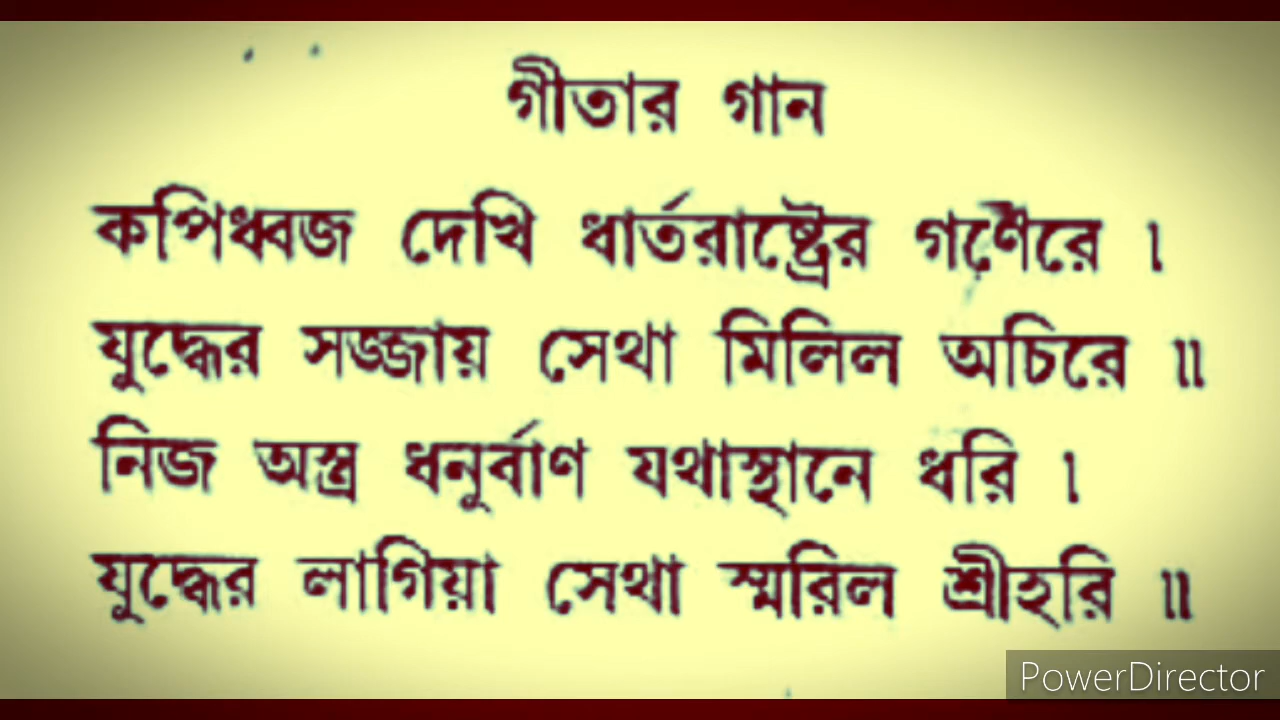 গীতার গান
কপিধ্বজ দেখি ধার্তরাষ্ট্রের গণৈরে ।
যুদ্ধের সজ্জায় সেথা মিলিল অচিরে ॥
নিজ অস্ত্র ধনুর্বাণ যথাস্থানে ধরি ।
যুদ্ধের লাগিয়া সেথা স্মরিল শ্রীহরি ॥
PowerDirector